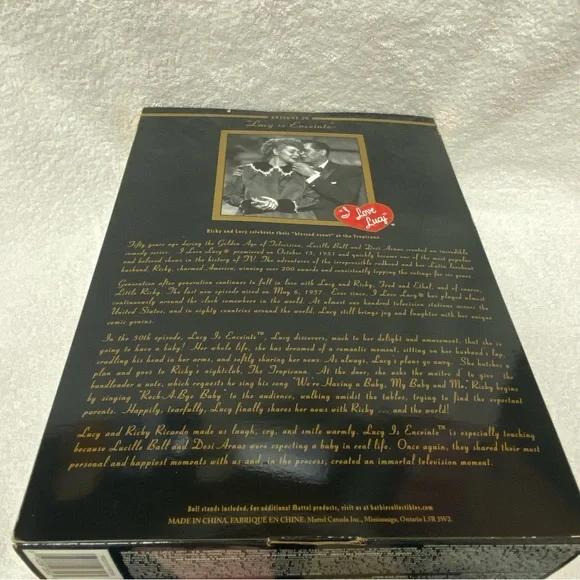 EPISODE 50
"Lucy is Enceinte"
I Love
Lucy
Ricky and Lucy celebrate their "blessed event" at the Tropicana.
Fifty years ago during the Golden Age of Television, Lucille Ball and Desi Arnaz created an incredible
comedy series. I Love Lucy® premiered on October 15, 1951 and quickly became one of the most popular
and beloved shows in the history of TV. The adventures of the irrepressible redhead and her Latin bandleader
husband, Ricky, charmed America, winning over 200 awards and consistently topping the ratings for six years.
Generation after generation continues to fall in love with Lucy and Ricky, Fred and Ethel, and of course,
Little Ricky. The last new episode aired on May 6, 1957. Ever since, I Love Lucy® has played almost
continuously around the clock somewhere in the world. At almost one hundred television stations across the
United States, and in eighty countries around the world, Lucy still brings joy and laughter with her unique
comic genius.
In the 50th episode, Lucy Is Enceinte™, Lucy discovers, much to her delight and amazement, that she is
going to have a baby! Her whole life, she has dreamed of a romantic moment, sitting on her husband's lap,
cradling his head in her arms, and softly sharing her news. As always, Lucy's plans go awry. She hatches a
plan and goes to Ricky's nightclub, The Tropicana. At the door, she asks the maitre d' to give the
bandleader a note, which requests he sing his song "We're Having a Baby, My Baby and Me." Ricky begins
by singing "Rock-A-Bye Baby" to the audience, walking amidst the tables, trying to find the expectant
parents. Happily, tearfully, Lucy finally shares her news with Ricky ... and the world!
Lucy and Ricky Ricardo made us laugh, cry, and smile warmly. Lucy Is Enceinte™ is especially touching
because Lucille Ball and Desi Arnaz were expecting a baby in real life. Once again, they shared their most
personal and happiest moments with us and, in the process, created an immortal television moment.
Doll stands included. For additional Mattel products, visit us at barbiecollectibles.com
MADE IN CHINA. FABRIQUÉ EN CHINE: Mattel Canada Inc., Mississauga, Ontario L5R 3W2.